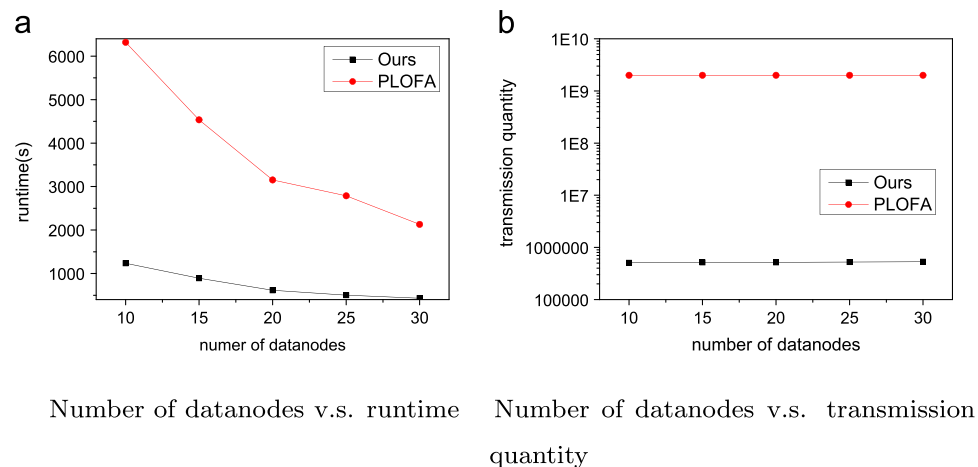 a
6000
5000
4000
3000
2000
1000
runtime(s)
Ours
PLOFA
10 15 20 25 30
numer of datanodes
b
1E10
1E9
1E8
1E7
1000000
100000
transmission quantity
Ours
PLOFA
10 15 20 25 30
number of datanodes
Number of datanodes v.s. runtime
Number of datanodes v.s. transmission
quantity